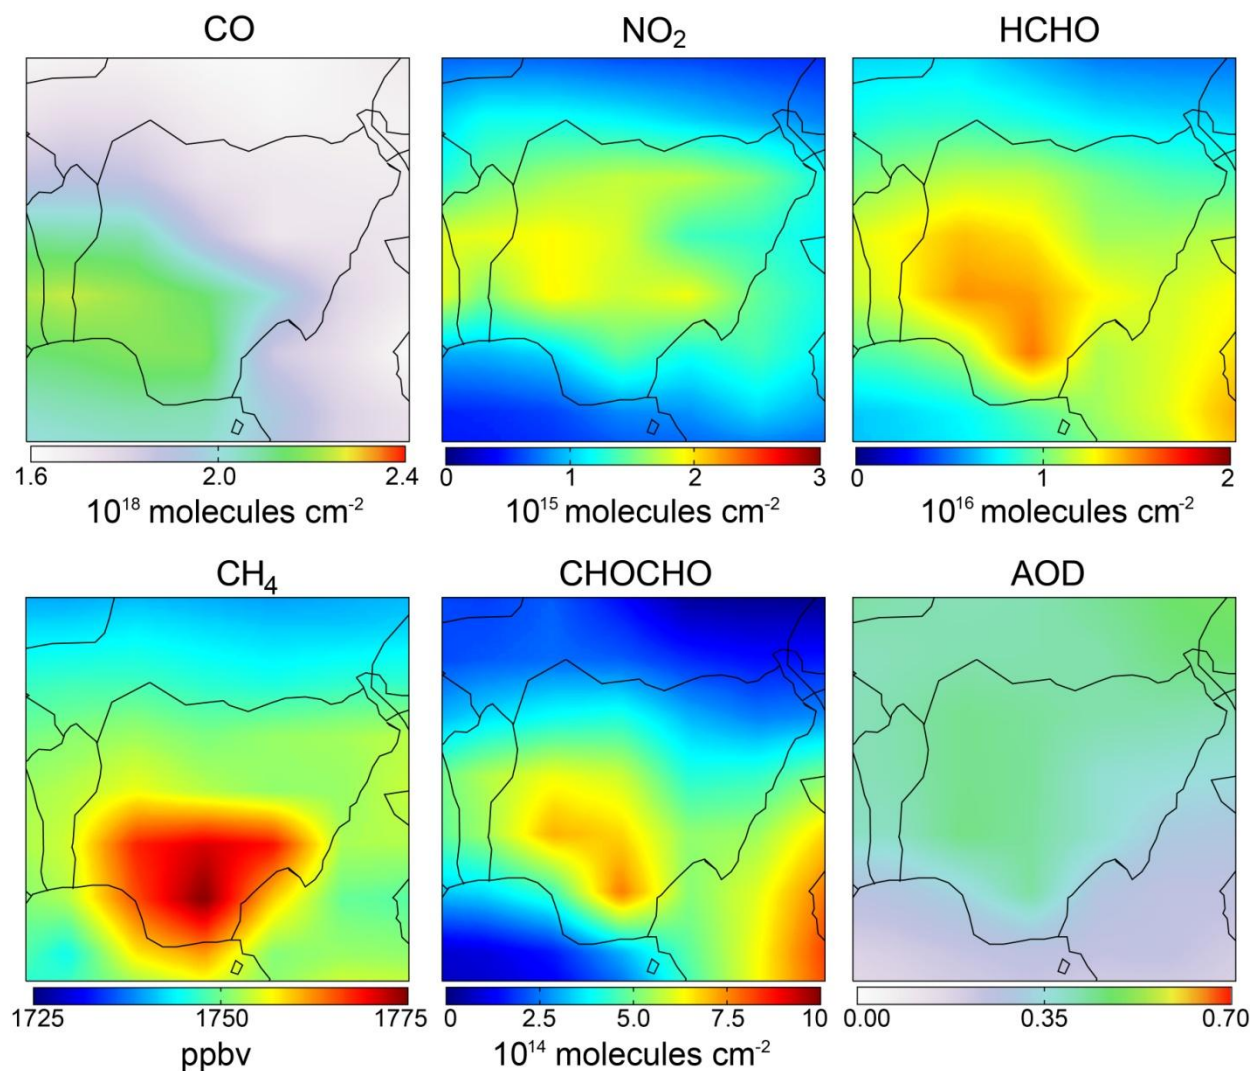 CO NO₂ HCHO
1.6 2.0 2.4 0 1 2 3 0 1 2
10¹⁸ molecules cm⁻² 10¹⁵ molecules cm⁻² 10¹⁶ molecules cm⁻²
CH₄ CHOCHO AOD
1725 1750 1775 0 2.5 5.0 7.5 10 0.00 0.35 0.70
ppbv 10¹⁴ molecules cm⁻²